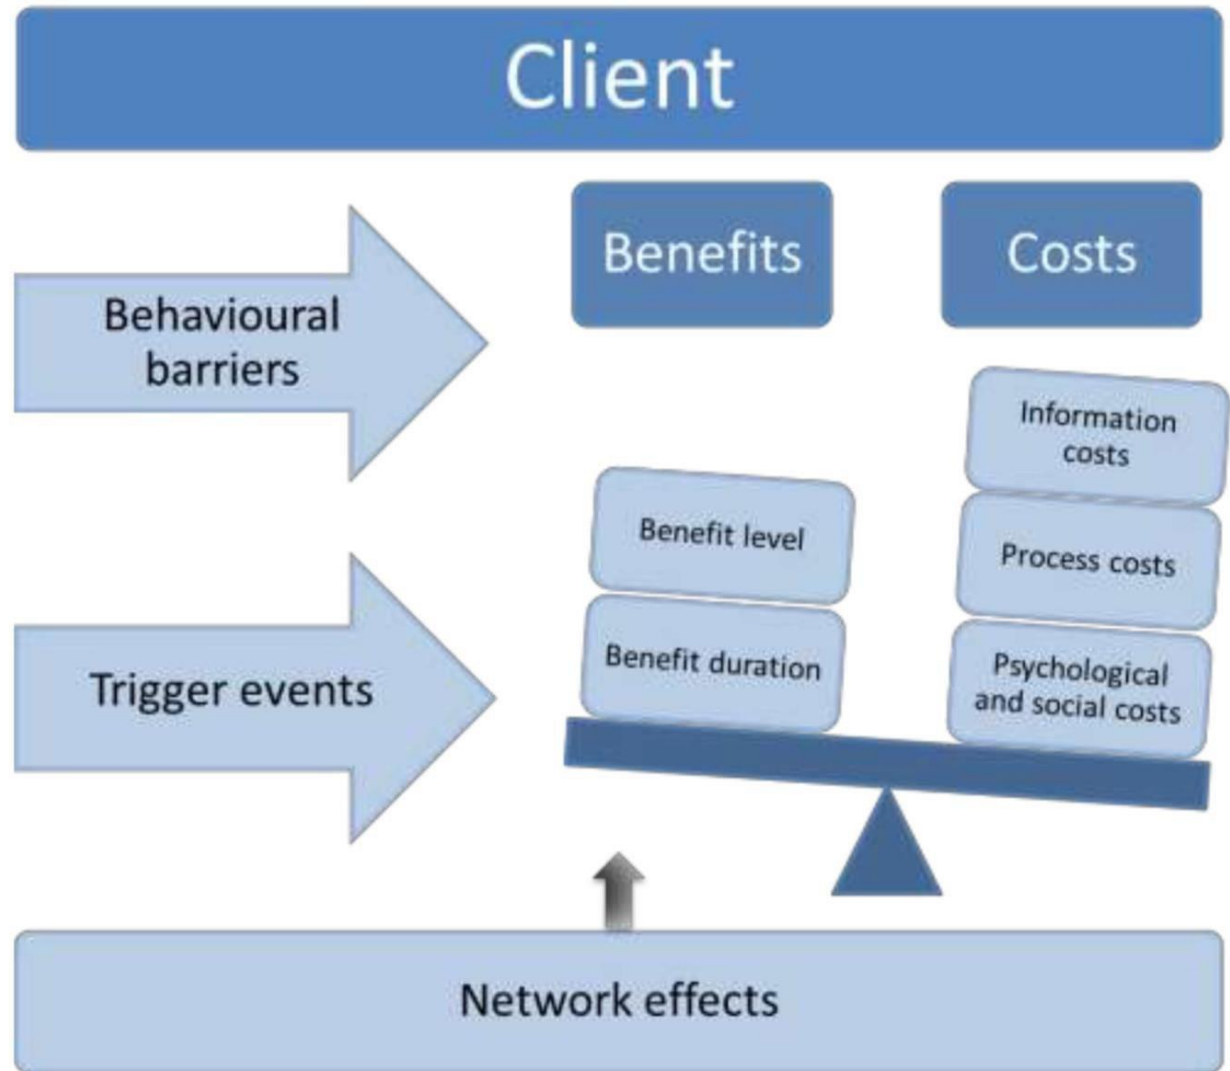 Client
Benefits
Costs
Behavioural
barriers
Information
costs
Benefit level
Process costs
Benefit duration
Psychological
and social costs
Trigger events
Network effects